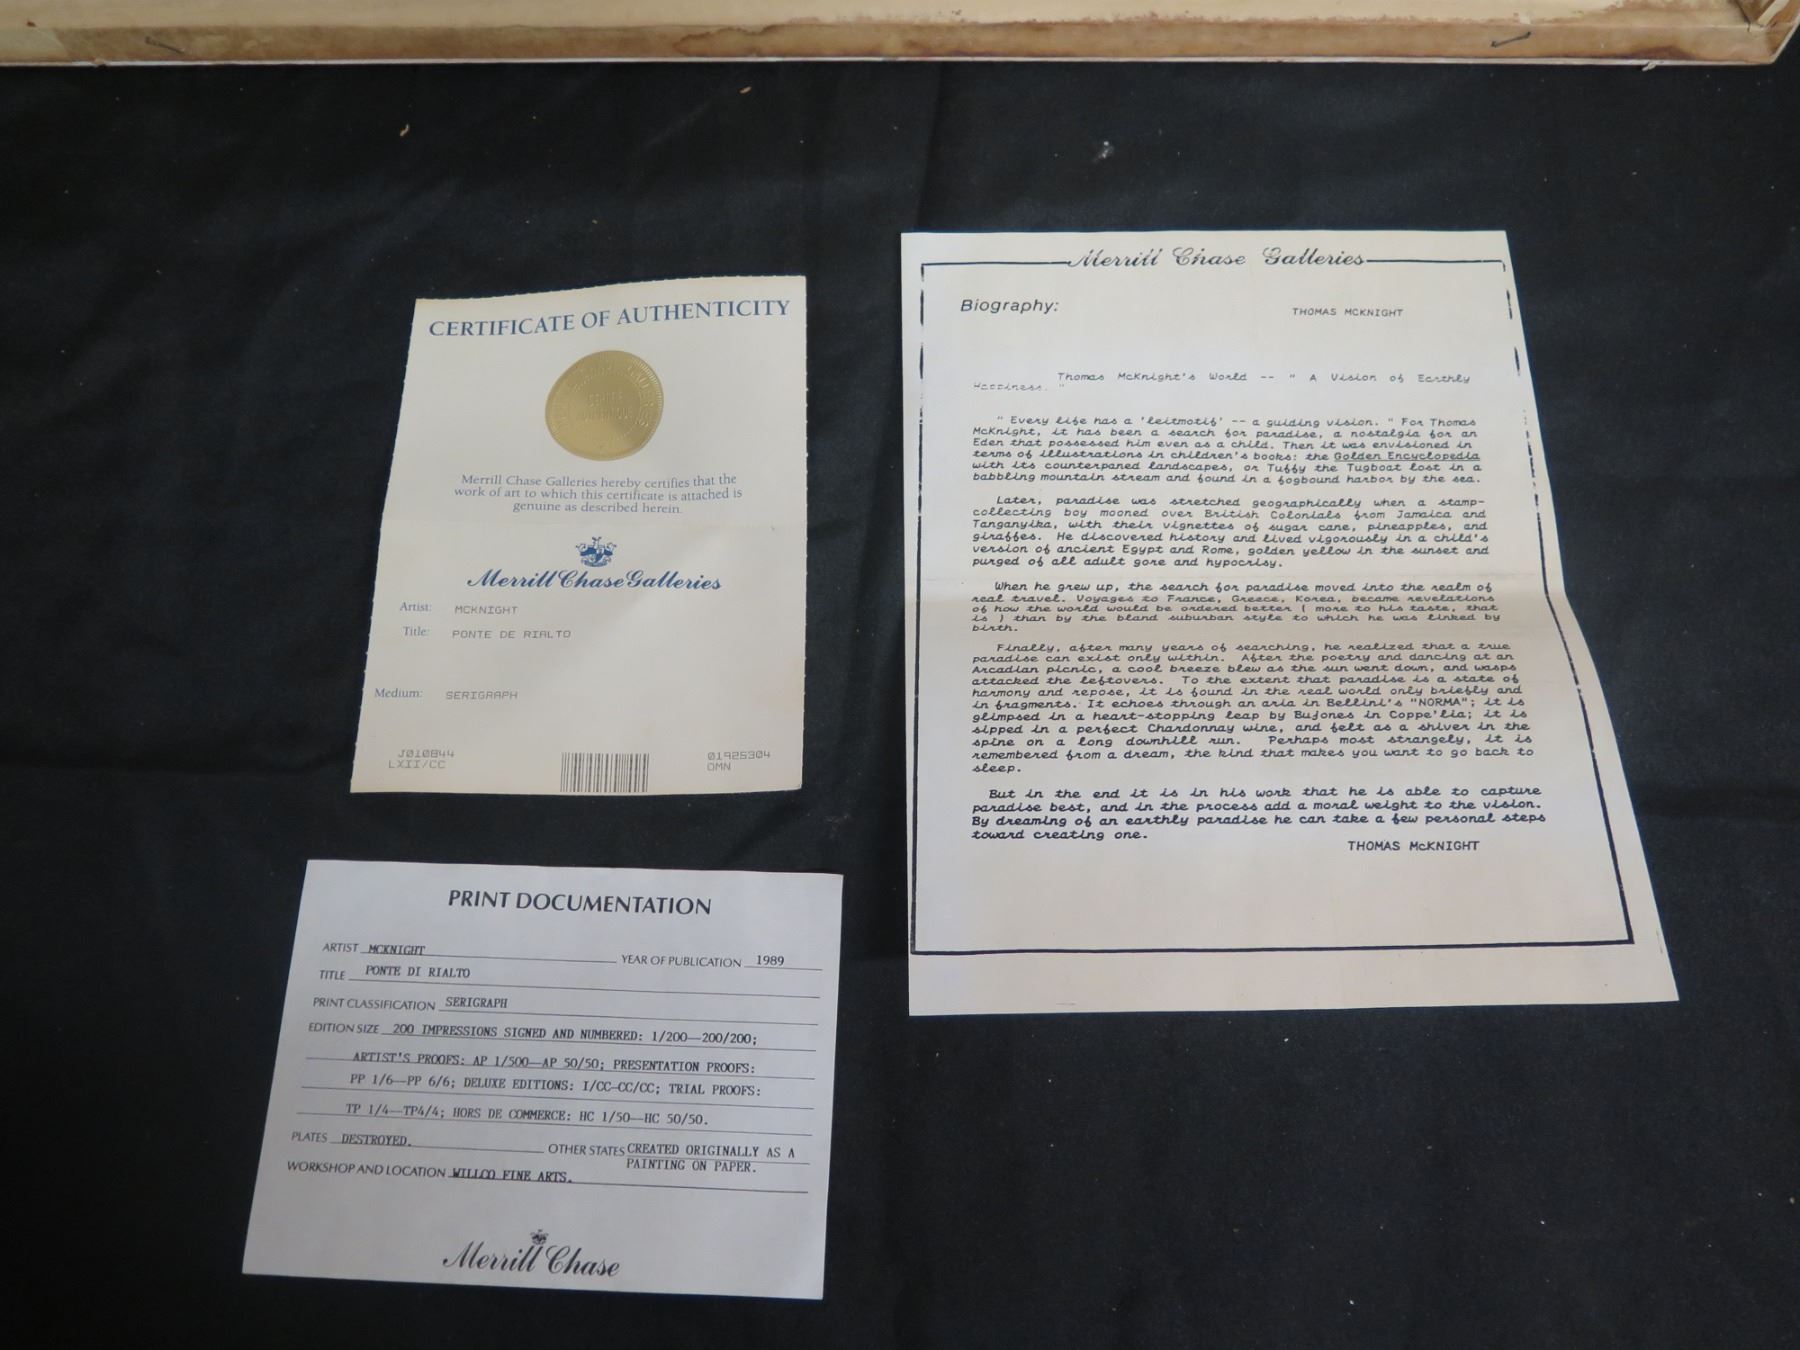 CERTIFICATE OF AUTHENTICITY
Merrill Chase Galleries hereby certifies that the
work of art to which this certificate is attached is
genuine as described herein.
Merrill Chase Galleries
Artist: MCKNIGHT
Title: PONTE DE RIALTO
Medium: SERIGRAPH
J010844
LXII/CC
01925304
OMN
PRINT DOCUMENTATION
ARTIST MCKNIGHT YEAR OF PUBLICATION 1989
TITLE PONTE DI RIALTO
PRINT CLASSIFICATION SERIGRAPH
EDITION SIZE 200 IMPRESSIONS SIGNED AND NUMBERED: 1/200—200/200;
ARTIST'S PROOFS: AP 1/500—AP 50/50; PRESENTATION PROOFS:
PP 1/6—PP 6/6; DELUXE EDITIONS: I/CC-CC/CC; TRIAL PROOFS:
TP 1/4—TP4/4; HORS DE COMMERCE: HC 1/50—HC 50/50.
PLATES DESTROYED. OTHER STATES CREATED ORIGINALLY AS A
PAINTING ON PAPER.
WORKSHOP AND LOCATION WILLCO FINE ARTS.
Merrill Chase
Merrill Chase Galleries
Biography: THOMAS MCKNIGHT
Thomas McKnight's World -- " A Vision of Earthly
Happiness. "
" Every life has a 'leitmotif' -- a guiding vision. " For Thomas
McKnight, it has been a search for paradise, a nostalgia for an
Eden that possessed him even as a child. Then it was envisioned in
terms of illustrations in children's books: the Golden Encyclopedia
with its counterpaned landscapes, or Tuffy the Tugboat lost in a
babbling mountain stream and found in a fogbound harbor by the sea.
Later, paradise was stretched geographically when a stamp-
collecting boy mooned over British Colonials from Jamaica and
Tanganyika, with their vignettes of sugar cane, pineapples, and
giraffes. He discovered history and lived vigorously in a child's
version of ancient Egypt and Rome, golden yellow in the sunset and
purged of all adult gore and hypocrisy.
When he grew up, the search for paradise moved into the realm of
real travel. Voyages to France, Greece, Korea, became revelations
of how the world would be ordered better ( more to his taste, that
is ) than by the bland suburban style to which he was linked by
birth.
Finally, after many years of searching, he realized that a true
paradise can exist only within. After the poetry and dancing at an
Arcadian picnic, a cool breeze blew as the sun went down, and wasps
attacked the leftovers. To the extent that paradise is a state of
harmony and repose, it is found in the real world only briefly and
in fragments. It echoes through an aria in Bellini's "NORMA"; it is
glimpsed in a heart-stopping leap by Bujones in Coppe'lia; it is
sipped in a perfect Chardonnay wine, and felt as a shiver in the
spine on a long downhill run. Perhaps most strangely, it is
remembered from a dream, the kind that makes you want to go back to
sleep.
But in the end it is in his work that he is able to capture
paradise best, and in the process add a moral weight to the vision.
By dreaming of an earthly paradise he can take a few personal steps
toward creating one.
THOMAS McKNIGHT